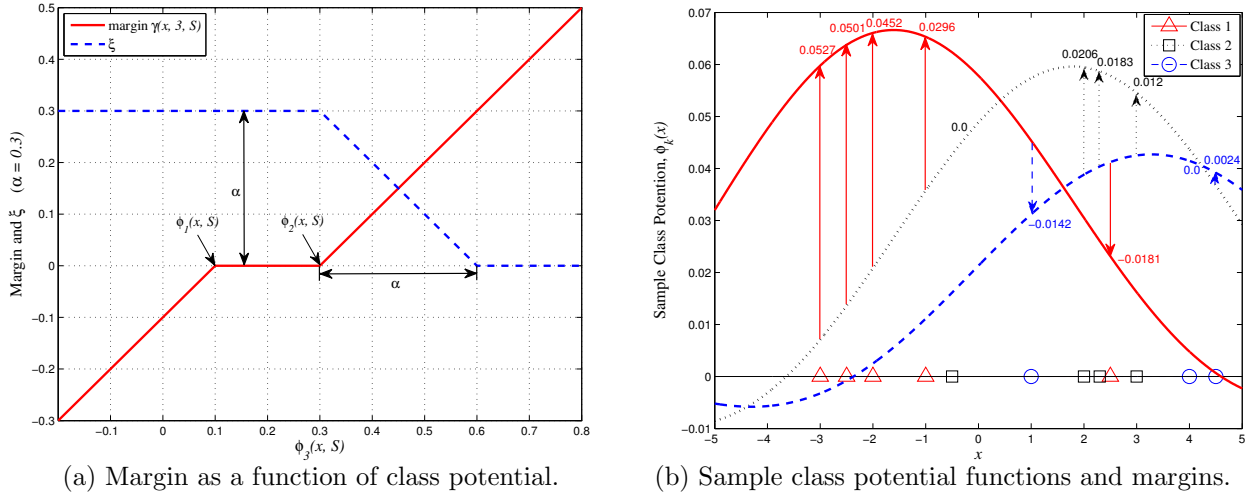 margin γ(x, 3, S)
ξ
Margin and ξ (α = 0.3)
0.5
0.4
0.3
0.2
0.1
0
−0.1
−0.2
−0.3
α
ϕ1(x, S)
ϕ2(x, S)
α
−0.1 0 0.1 0.2 0.3 0.4 0.5 0.6 0.7 0.8
ϕ3(x, S)
(a) Margin as a function of class potential.
Sample Class Potention, ϕk(x)
0.07
0.06
0.05
0.04
0.03
0.02
0.01
0
−0.01
Class 1
Class 2
Class 3
0.0527
0.0501
0.0452
0.0296
0.0
0.0206
0.0183
0.012
0.0024
0.0
−0.0142
−0.0181
−5 −4 −3 −2 −1 0 1 2 3 4 5
x
(b) Sample class potential functions and margins.